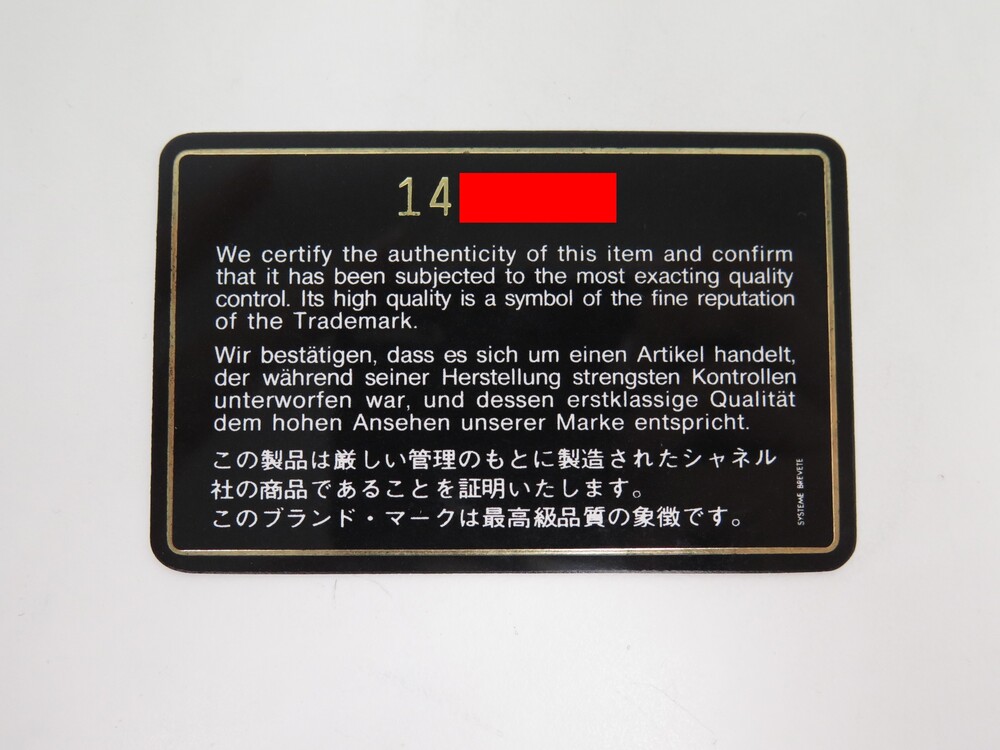 14
We certify the authenticity of this item and confirm
that it has been subjected to the most exacting quality
control. Its high quality is a symbol of the fine reputation
of the Trademark.
Wir bestätigen, dass es sich um einen Artikel handelt,
der während seiner Herstellung strengsten Kontrollen
unterworfen war, und dessen erstklassige Qualität
dem hohen Ansehen unserer Marke entspricht.
この製品は厳しい管理のもとに製造されたシャネル
社の商品であることを証明いたします。
このブランド・マークは最高級品質の象徴です。
SYSTEME BREVETE